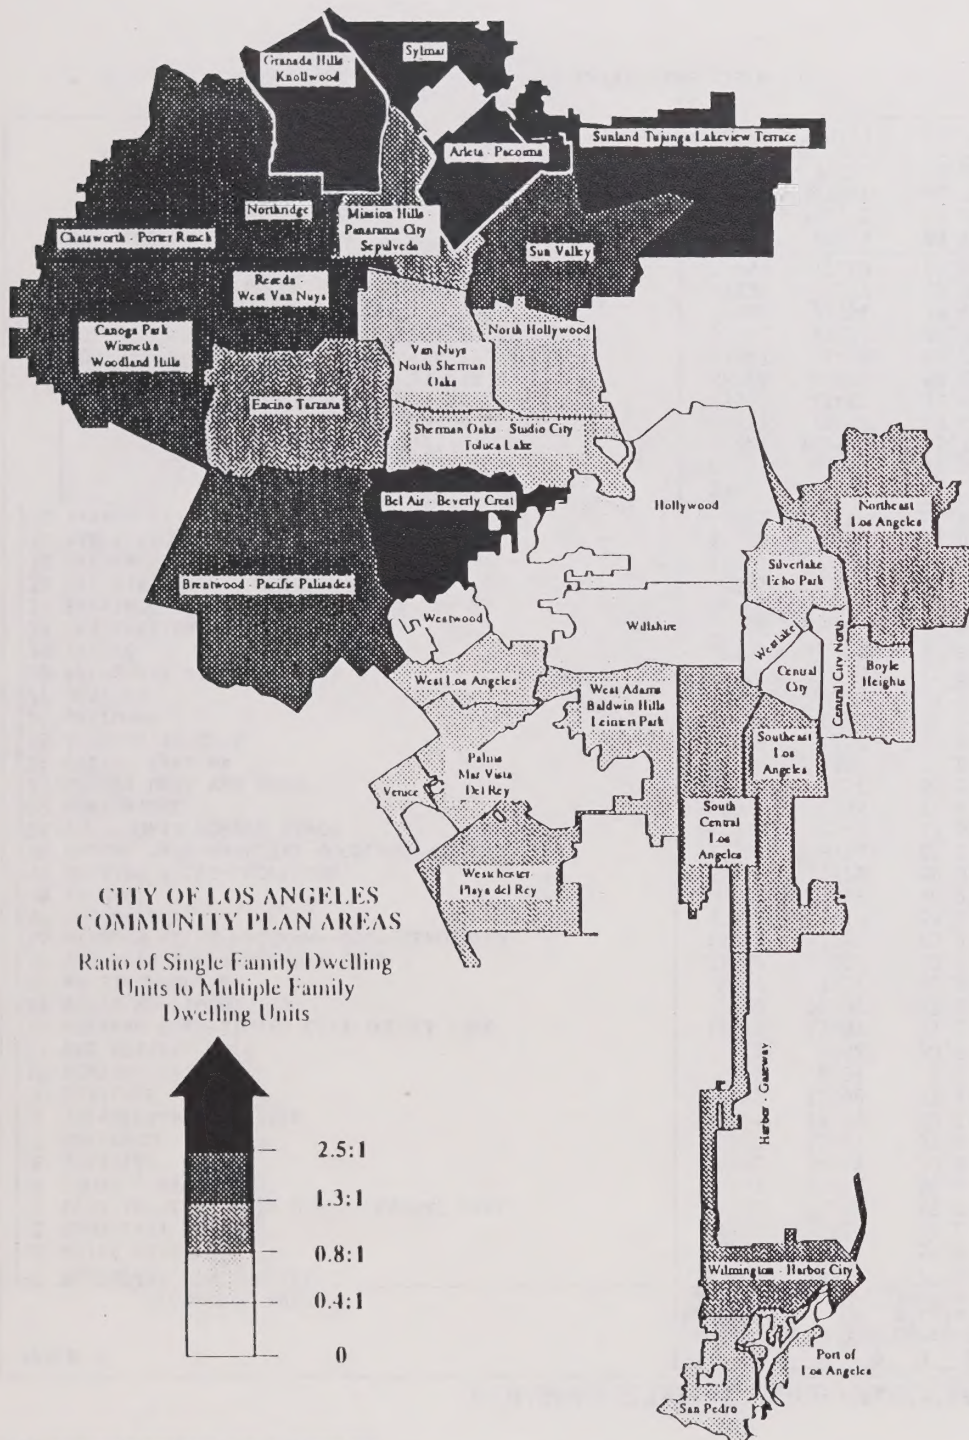 Sylmar
Granada Hills -
Knollwood
Sunland Tujunga Lakeview Terrace
Arleta - Pacoima
Northridge
Mission Hills -
Panarama City
Sepulveda
Chatsworth - Porter Ranch
Sun Valley
Reseda -
West Van Nuys
Canoga Park -
Winnetka
Woodland Hills
North Hollywood
Van Nuys
North Sherman
Oaks
Encino Tarzana
Sherman Oaks - Studio City
Toluca Lake
Bel Air - Beverly Crest
Hollywood
Northeast
Los Angeles
Silverlake
Echo Park
Brentwood - Pacific Palisades
Westwood
Wilshire
Westlake
Central
City
Central City North
Boyle
Heights
West Los Angeles
West Adams
Baldwin Hills
Leimert Park
Southeast
Los
Angeles
Palms
Mar Vista
Del Rey
Venice
South
Central
Los
Angeles
Westchester-
Playa del Rey
CITY OF LOS ANGELES
COMMUNITY PLAN AREAS
Ratio of Single Family Dwelling
Units to Multiple Family
Dwelling Units
2.5:1
1.3:1
0.8:1
0.4:1
0
Harbor - Gateway
Wilmington - Harbor City
Port of
Los Angeles
San Pedro